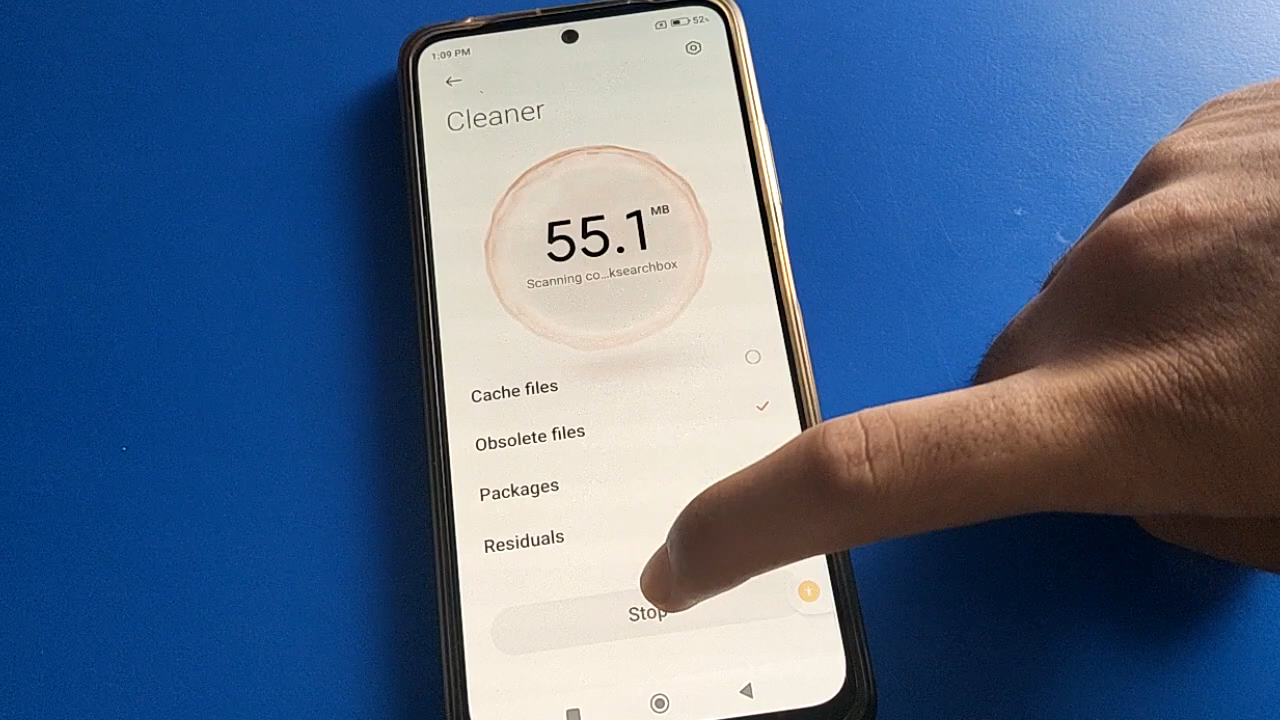 1:09 PM
52%
Cleaner
55.1 MB
Scanning co...ksearchbox
Cache files
Obsolete files
Packages
Residuals
Stop